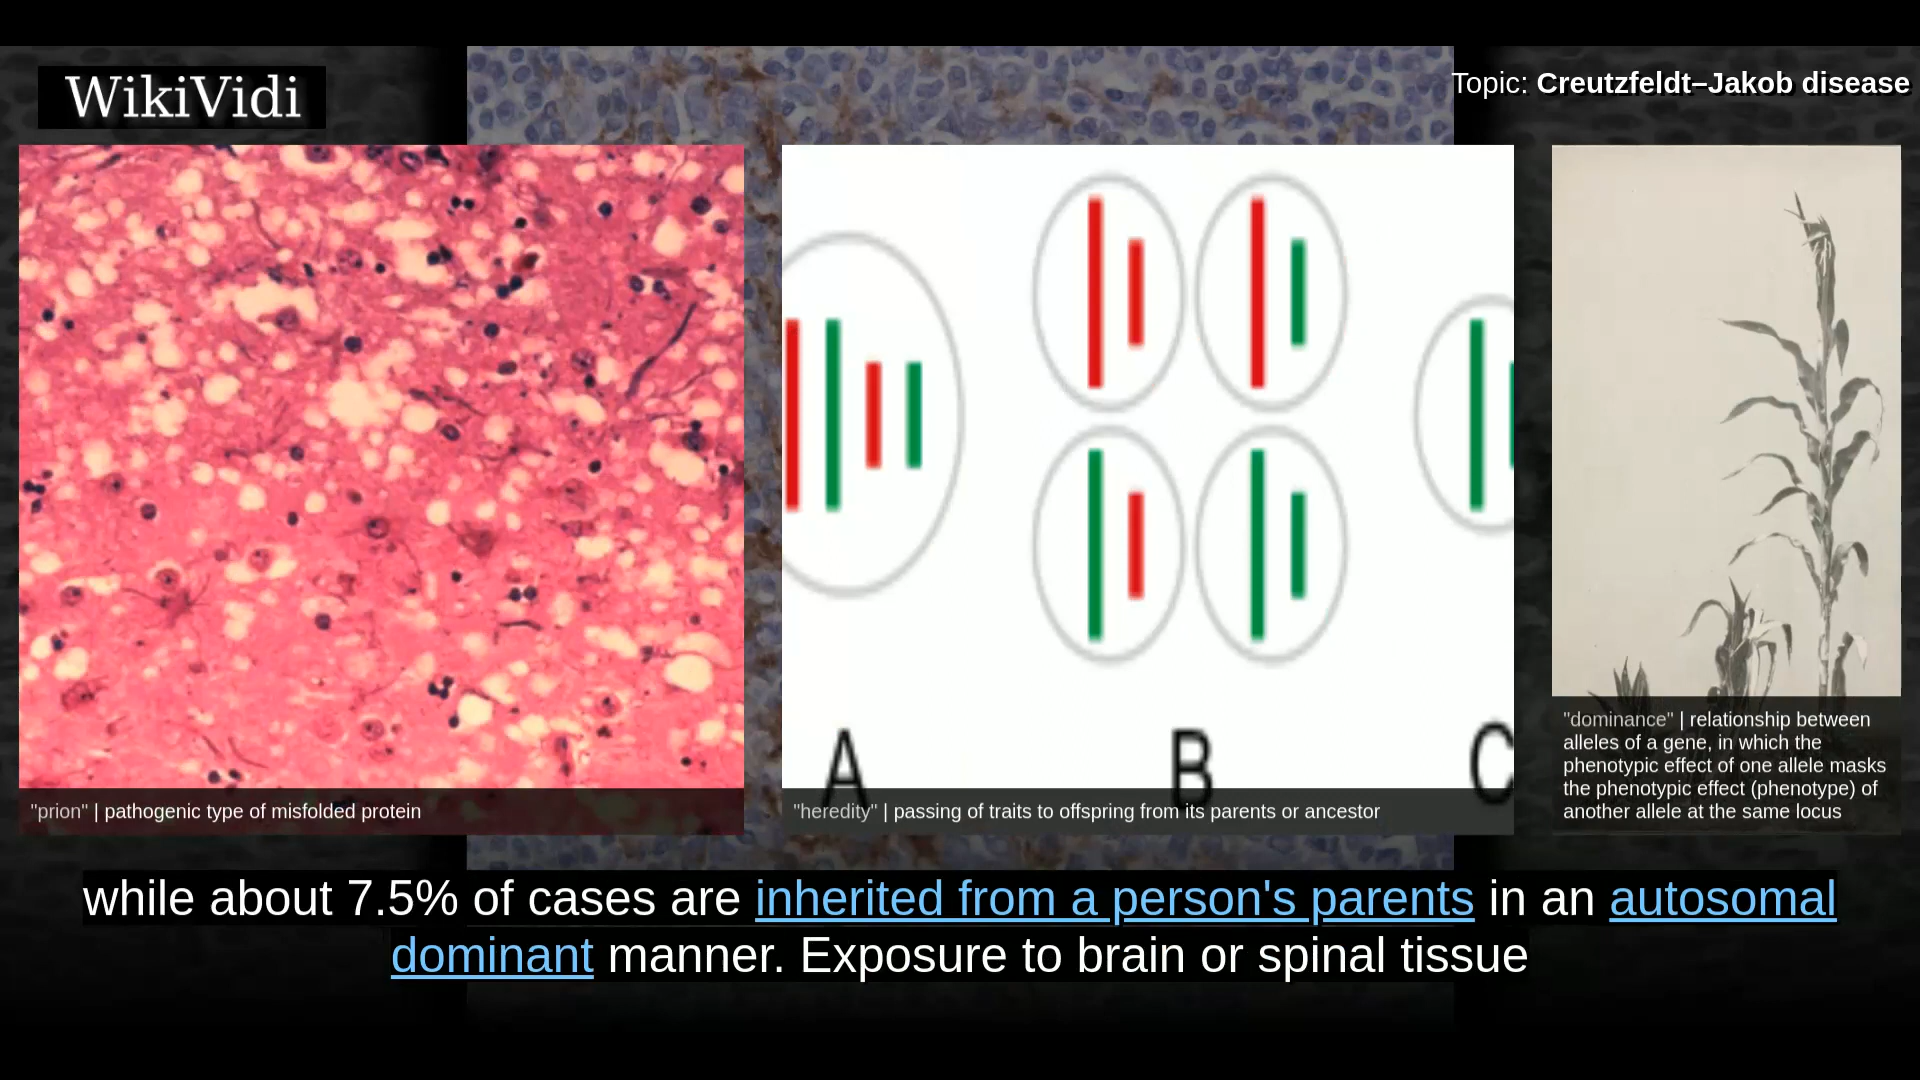 WikiVidi
Topic: Creutzfeldt–Jakob disease
A
B
C
"prion" | pathogenic type of misfolded protein
"heredity" | passing of traits to offspring from its parents or ancestor
"dominance" | relationship between
alleles of a gene, in which the
phenotypic effect of one allele masks
the phenotypic effect (phenotype) of
another allele at the same locus
while about 7.5% of cases are inherited from a person's parents in an autosomal
dominant manner. Exposure to brain or spinal tissue